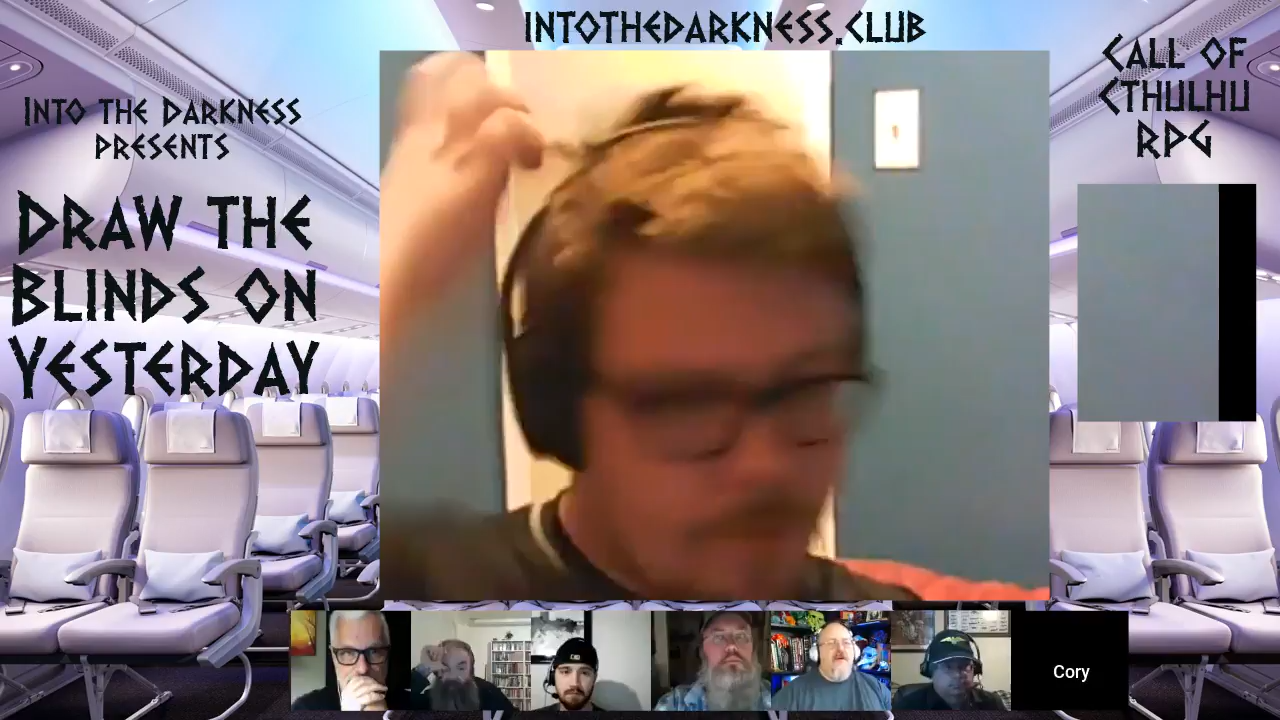 INTOTHEDARKNESS.CLUB
INTO THE DARKNESS
PRESENTS
DRAW THE
BLINDS ON
YESTERDAY
CALL OF
CTHULHU
RPG
Cory